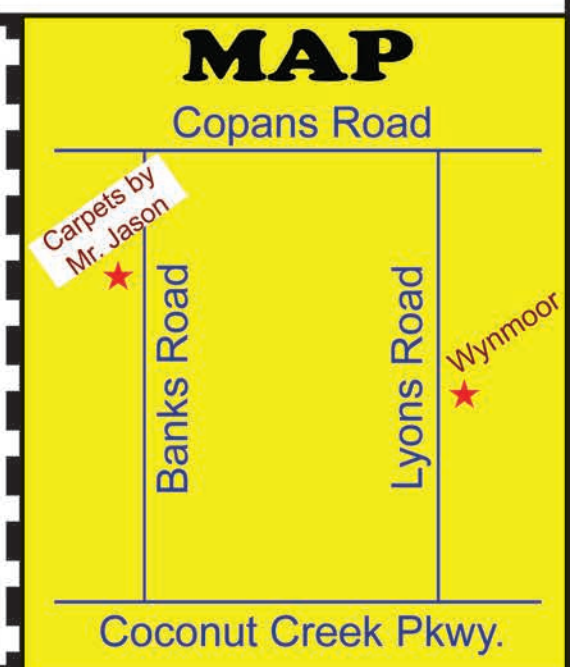 MAP
Copans Road
Carpets by
Mr. Jason
Banks Road
Lyons Road
Wynmoor
Coconut Creek Pkwy.